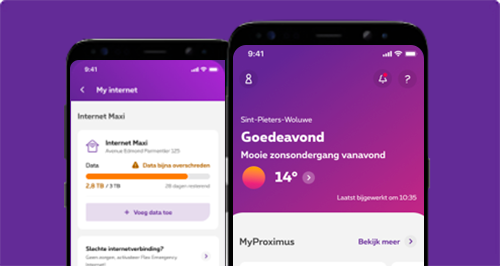 9:41
My internet
Internet Maxi
Internet Maxi
Avenue Edmond Parmentier 125
Data
Data bijna overschreden
2,8 TB / 3 TB
26 dagen resterend
+ Voeg data toe
Slechte internetverbinding?
Geen zorgen, activeer Flex Emergency
Internet!
9:41
?
Sint-Pieters-Woluwe
Goedeavond
Mooie zonsondergang vanavond
14°
Laatst bijgewerkt om 10:35
MyProximus
Bekijk meer